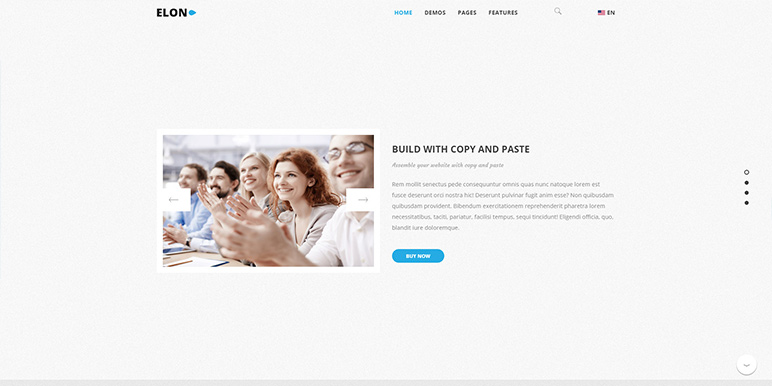 ELON
HOME DEMOS PAGES FEATURES EN
BUILD WITH COPY AND PASTE
Assemble your website with copy and paste
Rem mollit senectus pede consequuntur omnis quas nunc natoque lorem est
fusce deserunt orci nostra hic! Deserunt pulvinar fugit anim esse? Non quibusdam
quibusdam provident. Bibendum exercitationem reprehenderit pharetra lorem
necessitatibus, taciti, pariatur, facilisi tempus, sequi tincidunt! Eligendi officia, quo,
blandit iure doloremque.
BUY NOW